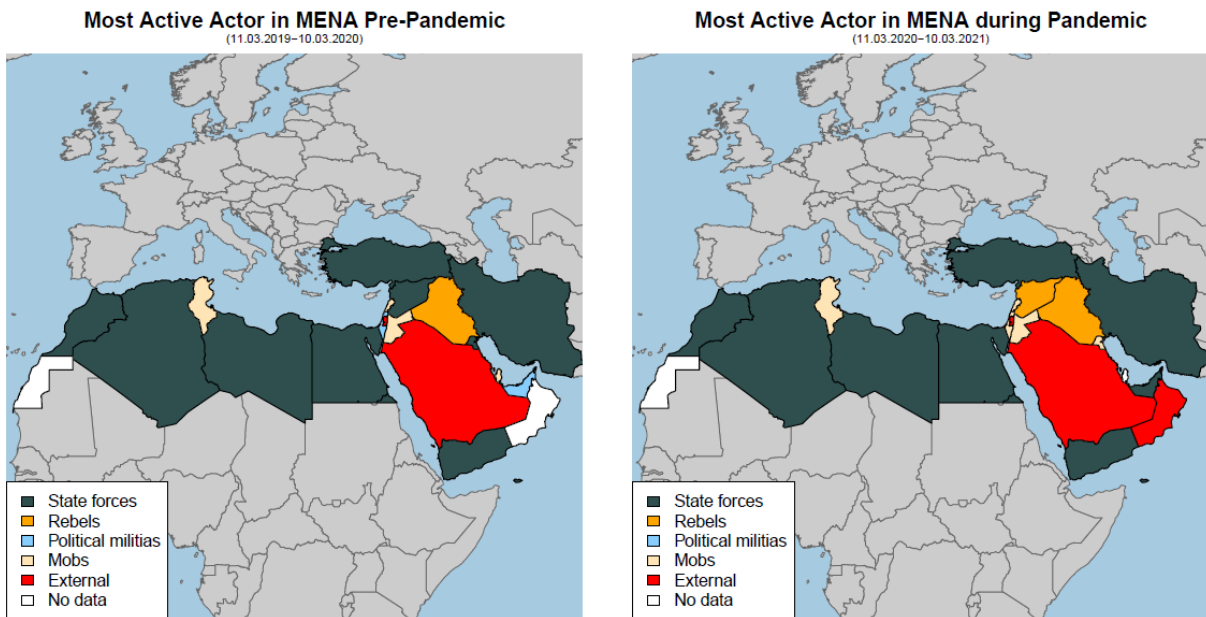 Most Active Actor in MENA Pre-Pandemic
(11.03.2019−10.03.2020)
State forces
Rebels
Political militias
Mobs
External
No data
Most Active Actor in MENA during Pandemic
(11.03.2020−10.03.2021)
State forces
Rebels
Political militias
Mobs
External
No data